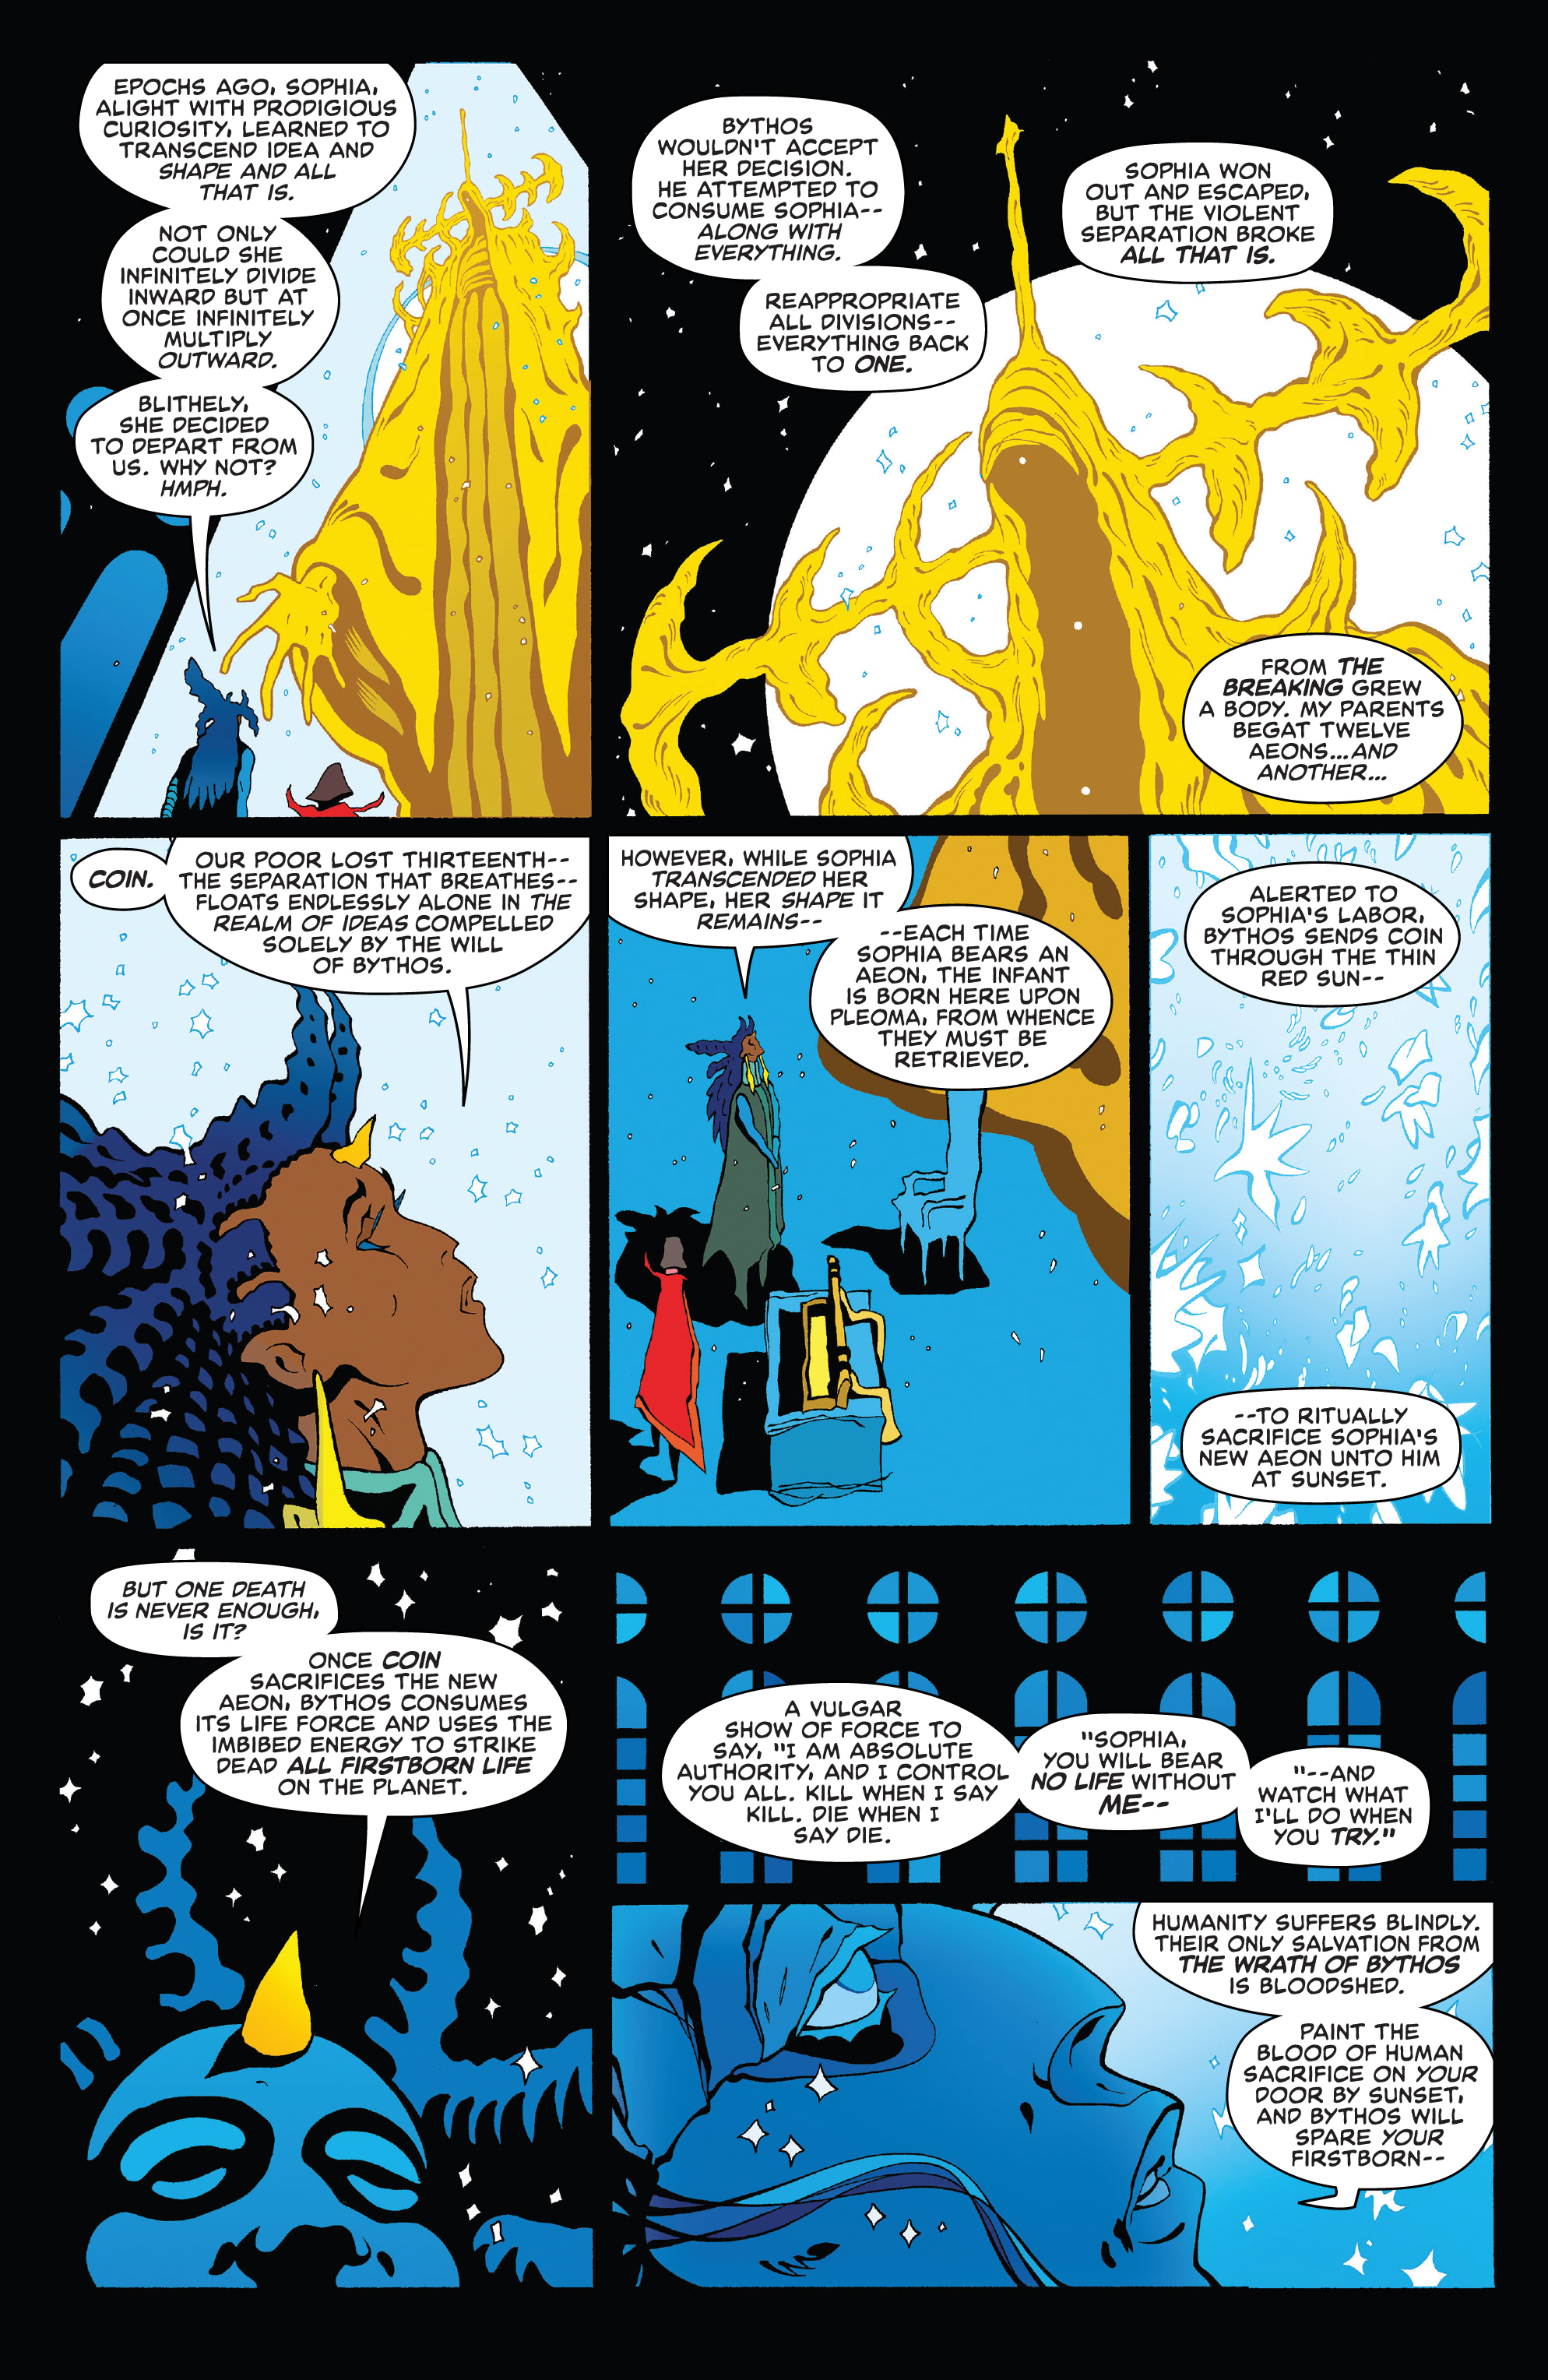 EPOCHS AGO, SOPHIA,
ALIGHT WITH PRODIGIOUS
CURIOSITY, LEARNED TO
TRANSCEND IDEA AND
SHAPE AND ALL
THAT IS.
NOT ONLY
COULD SHE
INFINITELY DIVIDE
INWARD BUT AT
ONCE INFINITELY
MULTIPLY
OUTWARD.
BLITHELY,
SHE DECIDED
TO DEPART FROM
US. WHY NOT?
HMPH.
BYTHOS
WOULDN'T ACCEPT
HER DECISION.
HE ATTEMPTED TO
CONSUME SOPHIA--
ALONG WITH
EVERYTHING.
REAPPROPRIATE
ALL DIVISIONS--
EVERYTHING BACK
TO ONE.
SOPHIA WON
OUT AND ESCAPED,
BUT THE VIOLENT
SEPARATION BROKE
ALL THAT IS.
FROM THE
BREAKING GREW
A BODY. MY PARENTS
BEGAT TWELVE
AEONS...AND
ANOTHER...
COIN.
OUR POOR LOST THIRTEENTH--
THE SEPARATION THAT BREATHES--
FLOATS ENDLESSLY ALONE IN THE
REALM OF IDEAS COMPELLED
SOLELY BY THE WILL
OF BYTHOS.
HOWEVER, WHILE SOPHIA
TRANSCENDED HER
SHAPE, HER SHAPE IT
REMAINS--
--EACH TIME
SOPHIA BEARS AN
AEON, THE INFANT
IS BORN HERE UPON
PLEOMA, FROM WHENCE
THEY MUST BE
RETRIEVED.
ALERTED TO
SOPHIA'S LABOR,
BYTHOS SENDS COIN
THROUGH THE THIN
RED SUN--
--TO RITUALLY
SACRIFICE SOPHIA'S
NEW AEON UNTO HIM
AT SUNSET.
BUT ONE DEATH
IS NEVER ENOUGH,
IS IT?
ONCE COIN
SACRIFICES THE NEW
AEON, BYTHOS CONSUMES
ITS LIFE FORCE AND USES THE
IMBIBED ENERGY TO STRIKE
DEAD ALL FIRSTBORN LIFE
ON THE PLANET.
A VULGAR
SHOW OF FORCE TO
SAY, "I AM ABSOLUTE
AUTHORITY, AND I CONTROL
YOU ALL. KILL WHEN I SAY
KILL. DIE WHEN I
SAY DIE.
"SOPHIA,
YOU WILL BEAR
NO LIFE WITHOUT
ME--
"--AND
WATCH WHAT
I'LL DO WHEN
YOU TRY."
HUMANITY SUFFERS BLINDLY.
THEIR ONLY SALVATION FROM
THE WRATH OF BYTHOS
IS BLOODSHED.
PAINT THE
BLOOD OF HUMAN
SACRIFICE ON YOUR
DOOR BY SUNSET,
AND BYTHOS WILL
SPARE YOUR
FIRSTBORN--